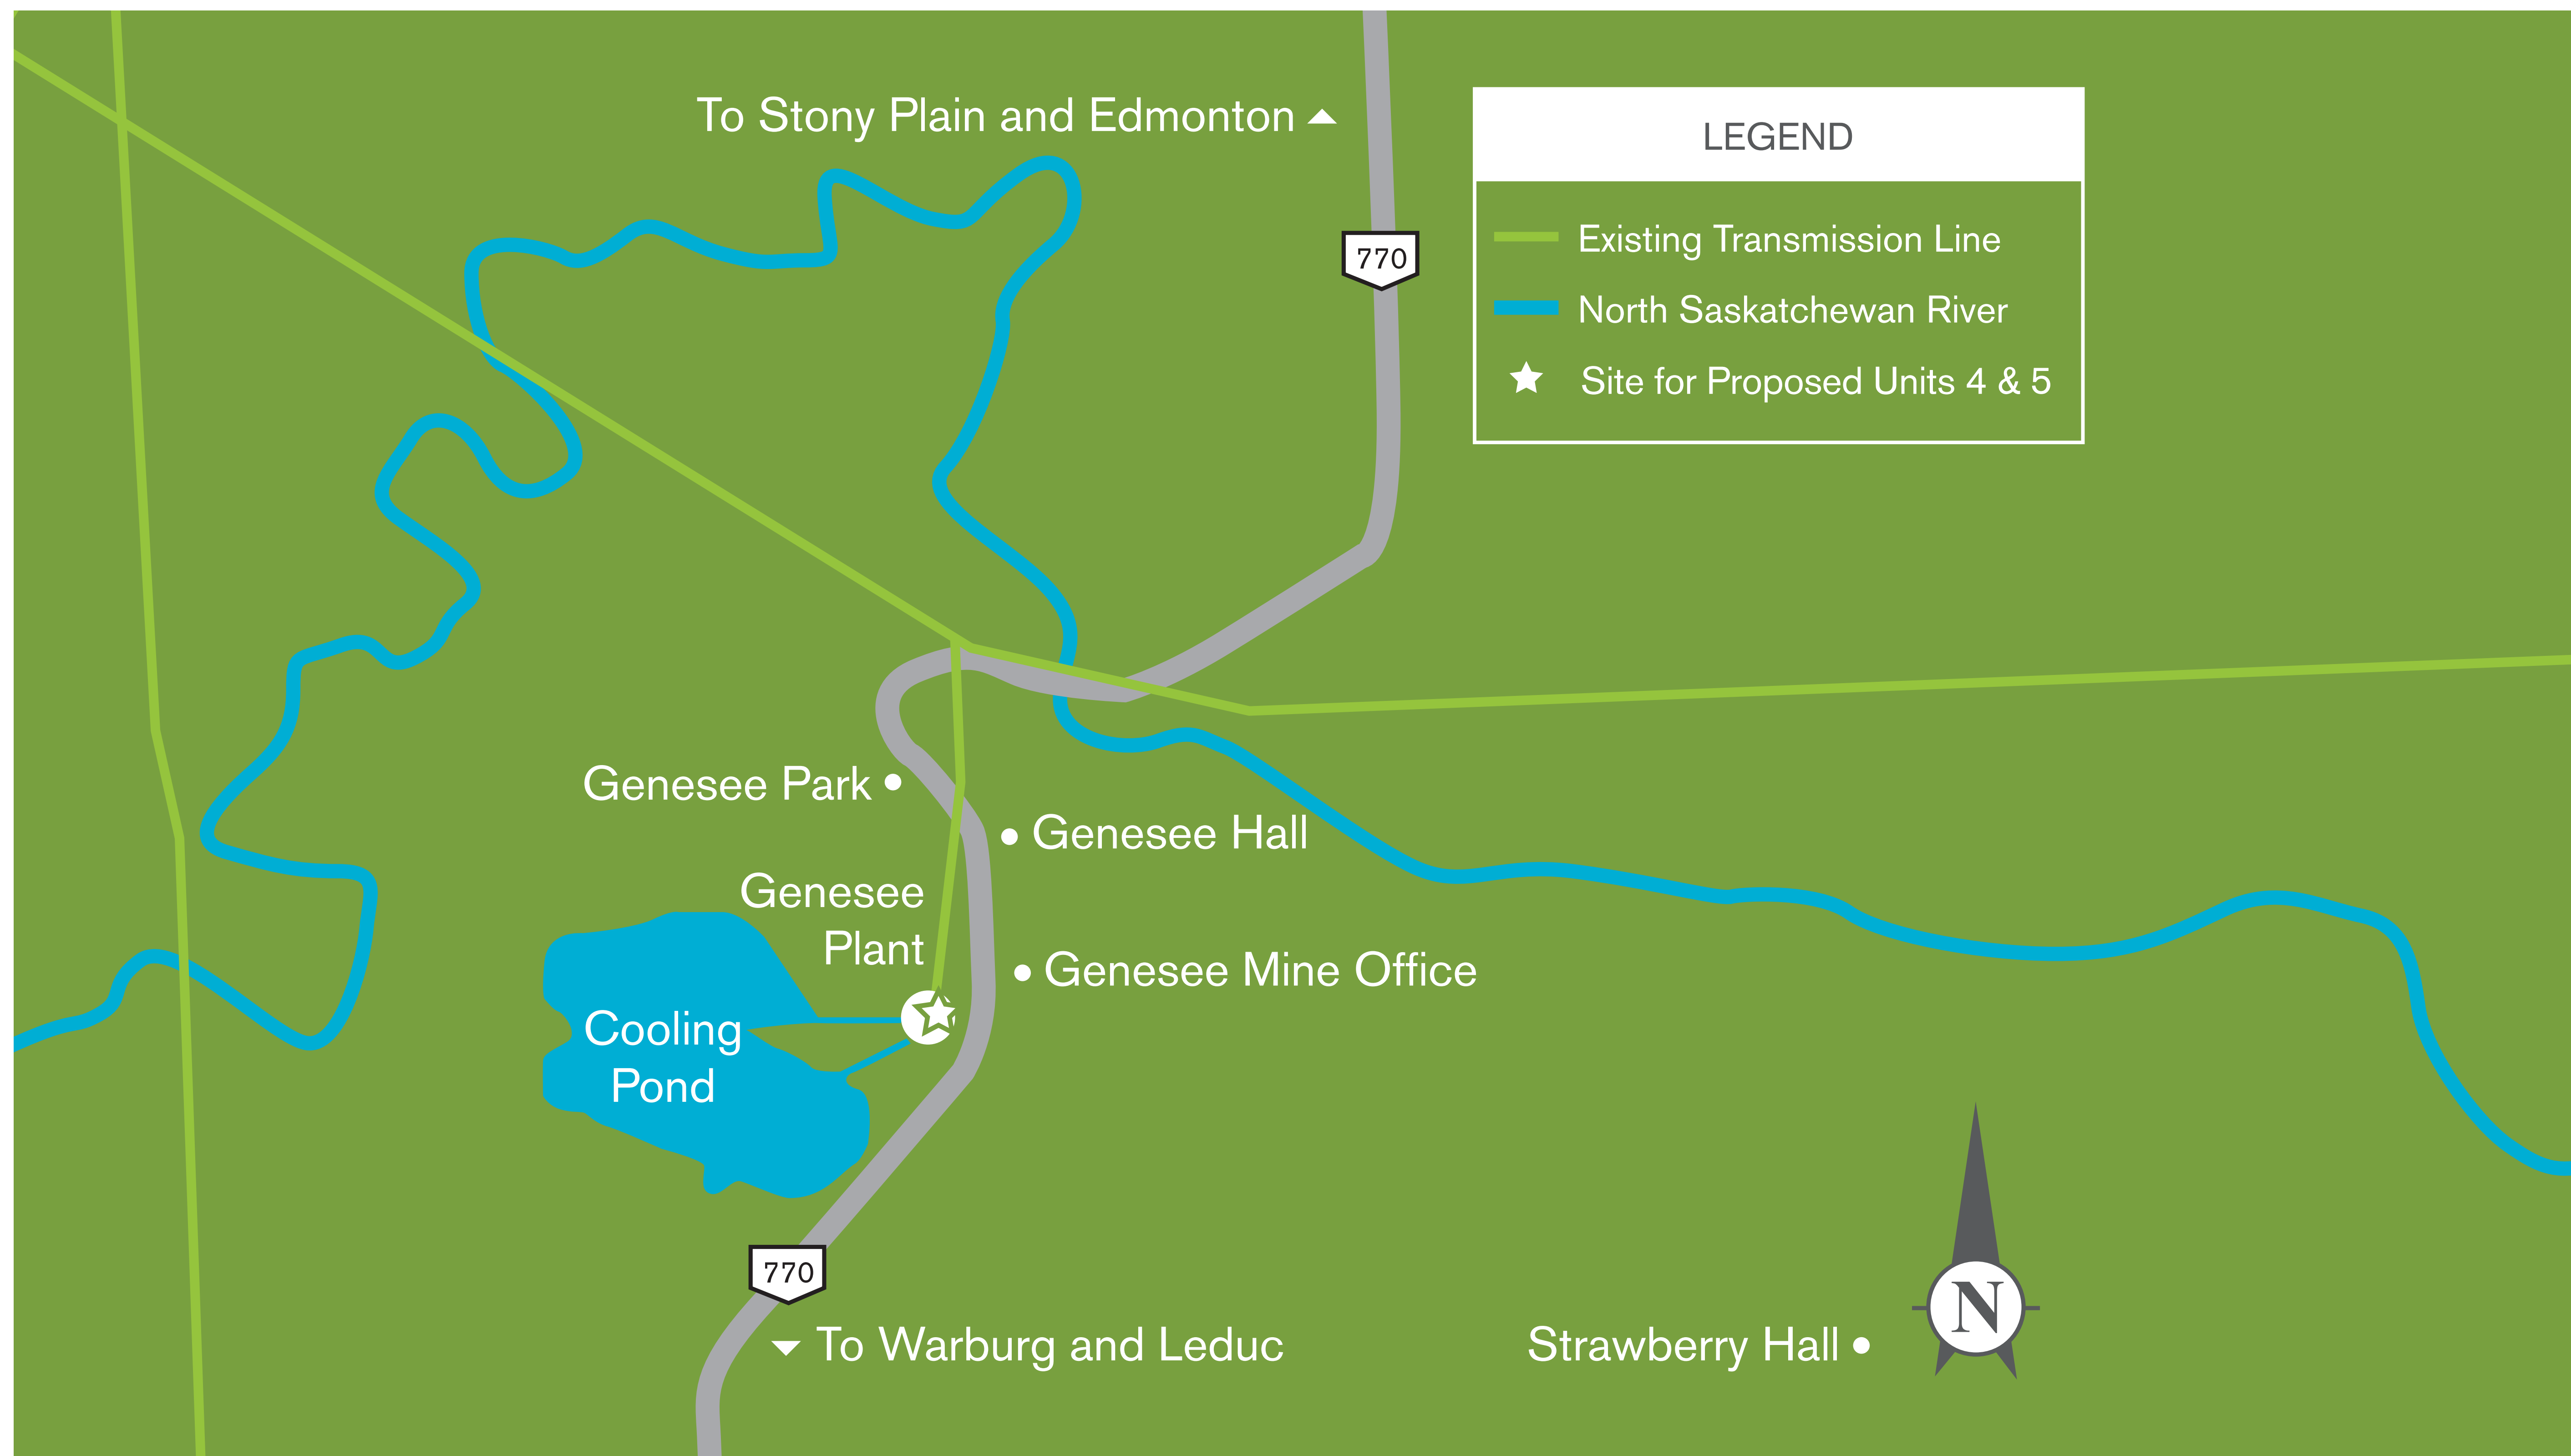 To Stony Plain and Edmonton
LEGEND
Existing Transmission Line
North Saskatchewan River
Site for Proposed Units 4 & 5
770
Genesee Park
Genesee Hall
Genesee
Plant
Genesee Mine Office
Cooling
Pond
770
To Warburg and Leduc
Strawberry Hall
N